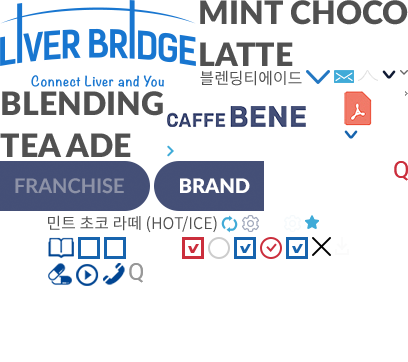 LIVER BRIDGE
Connect Liver and You
MINT CHOCO
LATTE
블렌딩티에이드
BLENDING
TEA ADE
CAFFE BENE
FRANCHISE
BRAND
민트 초코 라떼 (HOT/ICE)